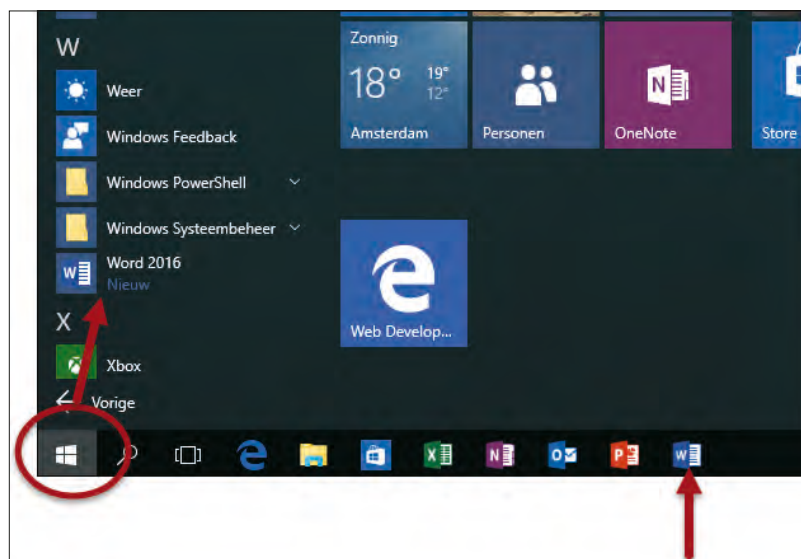 W
Weer
Windows Feedback
Windows PowerShell
Windows Systeembeheer
Word 2016
Nieuw
X
Xbox
Vorige
Zonnig
18° 19°
12°
Amsterdam
Personen
OneNote
Store
Web Develop...